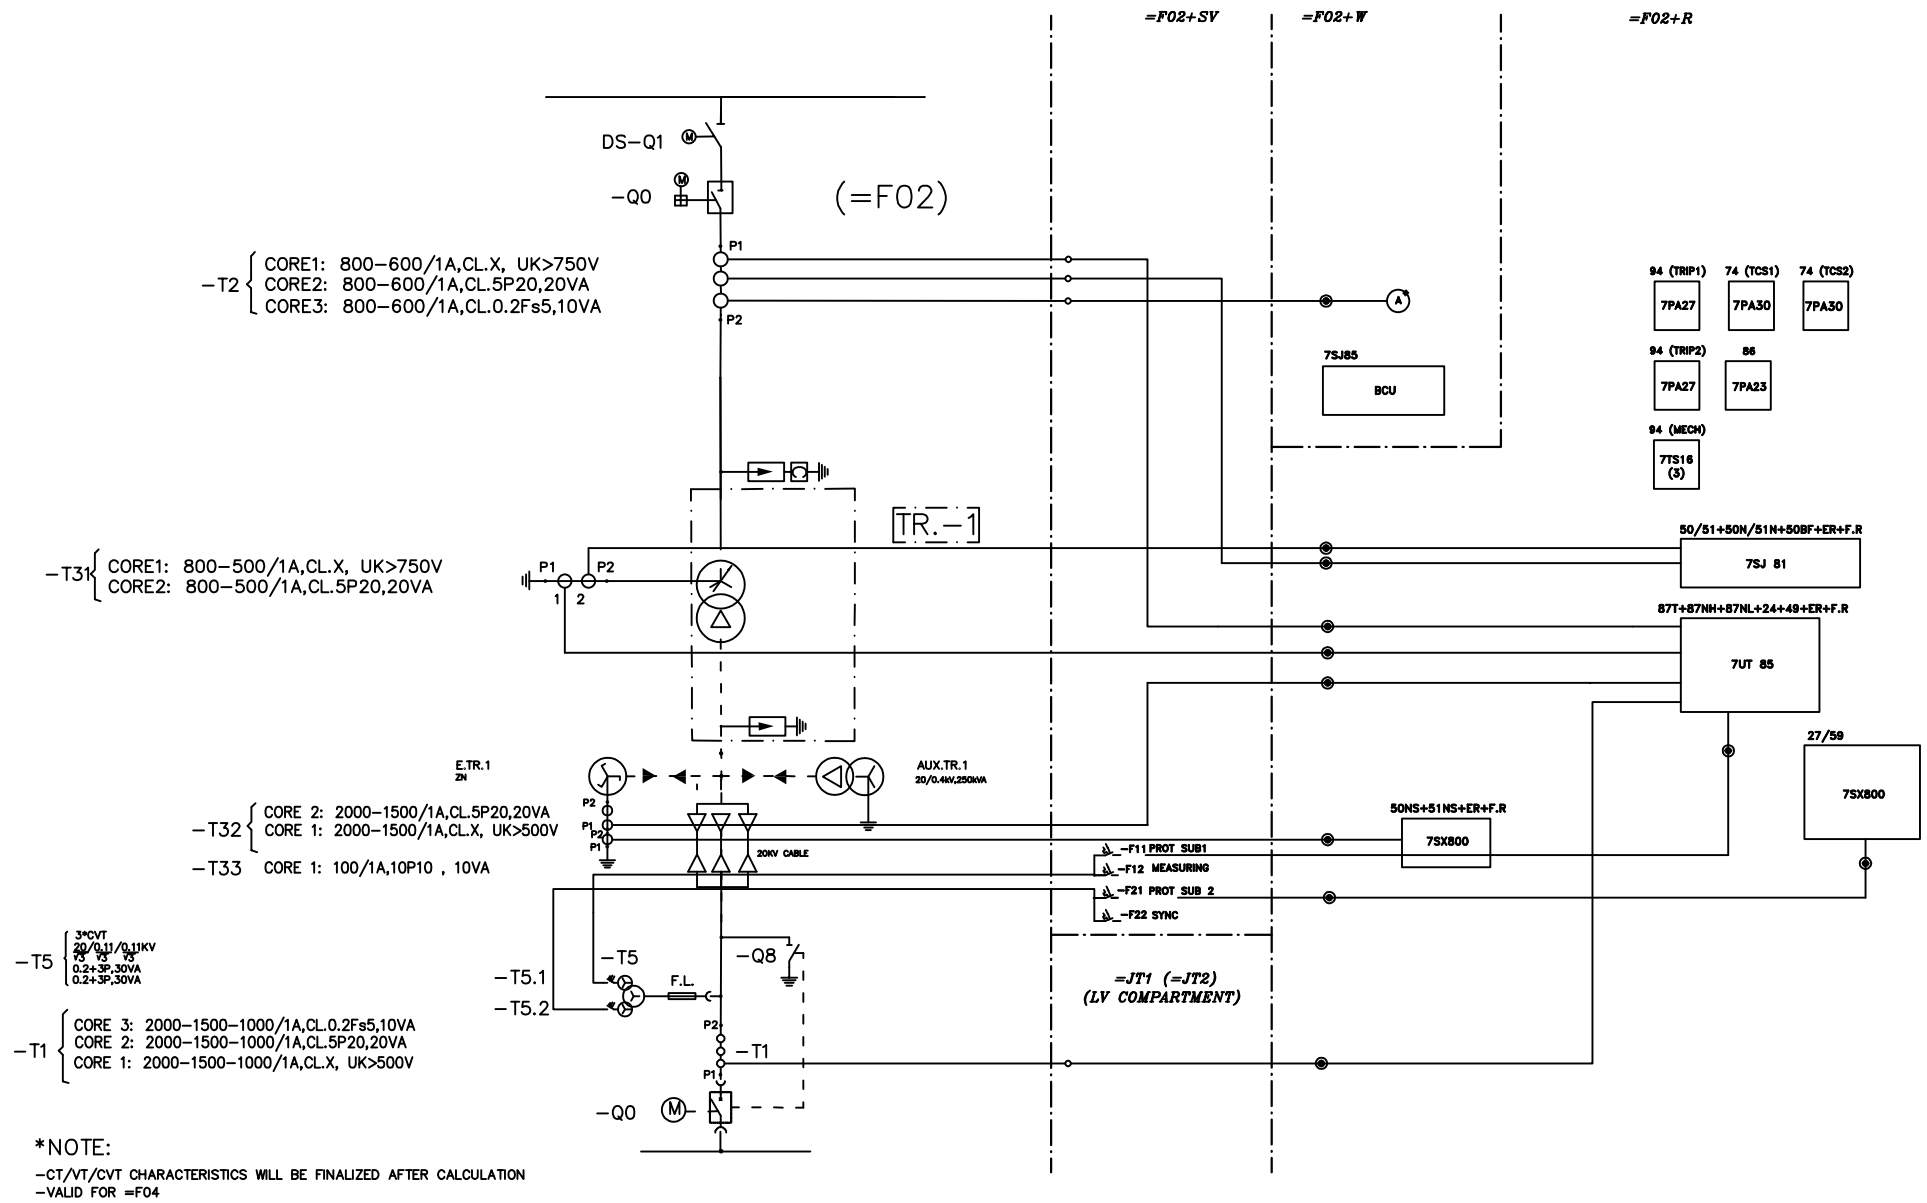 =F02+SV
=F02+W
=F02+R
DS-Q1
M
M
-Q0
(=F02)
-T2
CORE1: 800-600/1A,CL.X, UK>750V
CORE2: 800-600/1A,CL.5P20,20VA
CORE3: 800-600/1A,CL.0.2Fs5,10VA
P1
P2
A*
7SJ85
BCU
94 (TRIP1)
7PA27
74 (TCS1)
7PA30
74 (TCS2)
7PA30
94 (TRIP2)
7PA27
86
7PA23
94 (MECH)
7TS16
(3)
TR.-1
-T31
CORE1: 800-500/1A,CL.X, UK>750V
CORE2: 800-500/1A,CL.5P20,20VA
P1
P2
1
2
50/51+50N/51N+50BF+ER+F.R
7SJ 81
87T+87NH+87NL+24+49+ER+F.R
7UT 85
27/59
7SX800
E.TR.1
ZN
AUX.TR.1
20/0.4kV,250kVA
-T32
CORE 2: 2000-1500/1A,CL.5P20,20VA
CORE 1: 2000-1500/1A,CL.X, UK>500V
-T33
CORE 1: 100/1A,10P10 , 10VA
P2
P1
P2
P1
20KV CABLE
50NS+51NS+ER+F.R
7SX800
-F11 PROT SUB1
-F12 MEASURING
-F21 PROT SUB 2
-F22 SYNC
-T5
3*CVT
20/0.11/0.11KV
√3 √3 √3
0.2+3P,30VA
0.2+3P,30VA
-T5
-T5.1
-T5.2
F.L.
-Q8
=JT1 (=JT2)
(LV COMPARTMENT)
-T1
CORE 3: 2000-1500-1000/1A,CL.0.2Fs5,10VA
CORE 2: 2000-1500-1000/1A,CL.5P20,20VA
CORE 1: 2000-1500-1000/1A,CL.X, UK>500V
P2
-T1
P1
-Q0
M
*NOTE:
-CT/VT/CVT CHARACTERISTICS WILL BE FINALIZED AFTER CALCULATION
-VALID FOR =F04